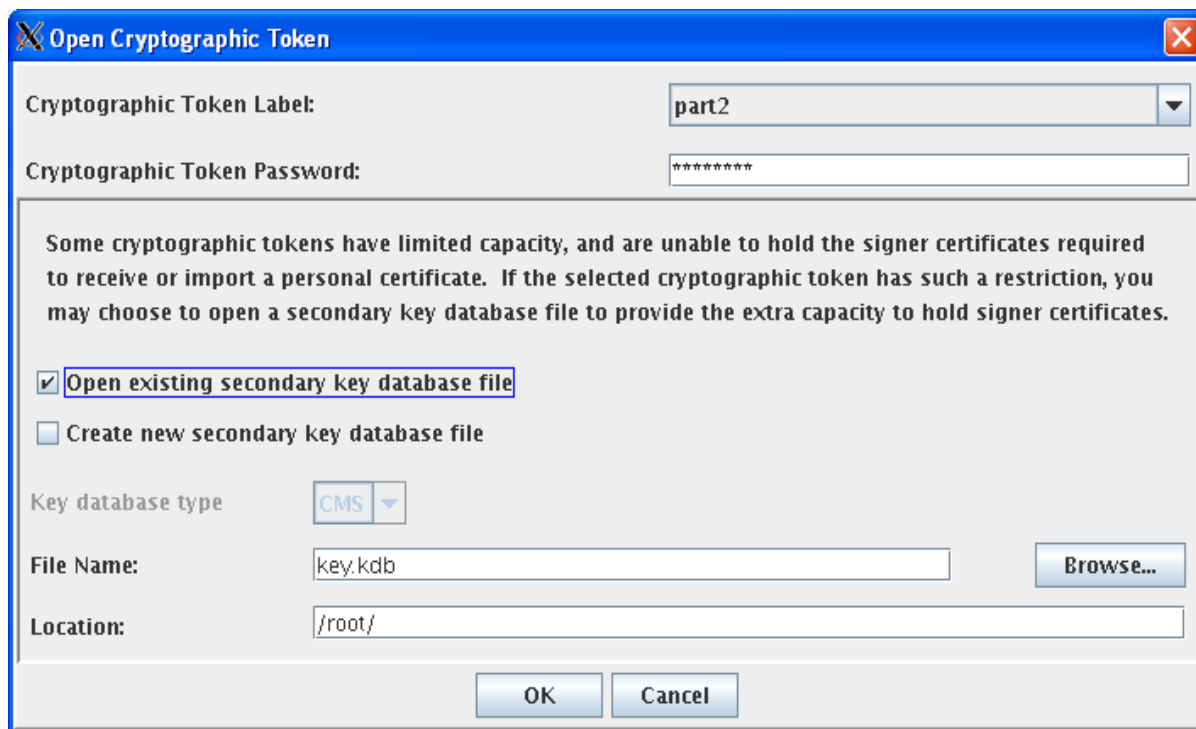 Open Cryptographic Token
Cryptographic Token Label: part2
Cryptographic Token Password: ********
Some cryptographic tokens have limited capacity, and are unable to hold the signer certificates required
to receive or import a personal certificate.  If the selected cryptographic token has such a restriction, you
may choose to open a secondary key database file to provide the extra capacity to hold signer certificates.
Open existing secondary key database file
Create new secondary key database file
Key database type CMS
File Name: key.kdb Browse...
Location: /root/
OK Cancel